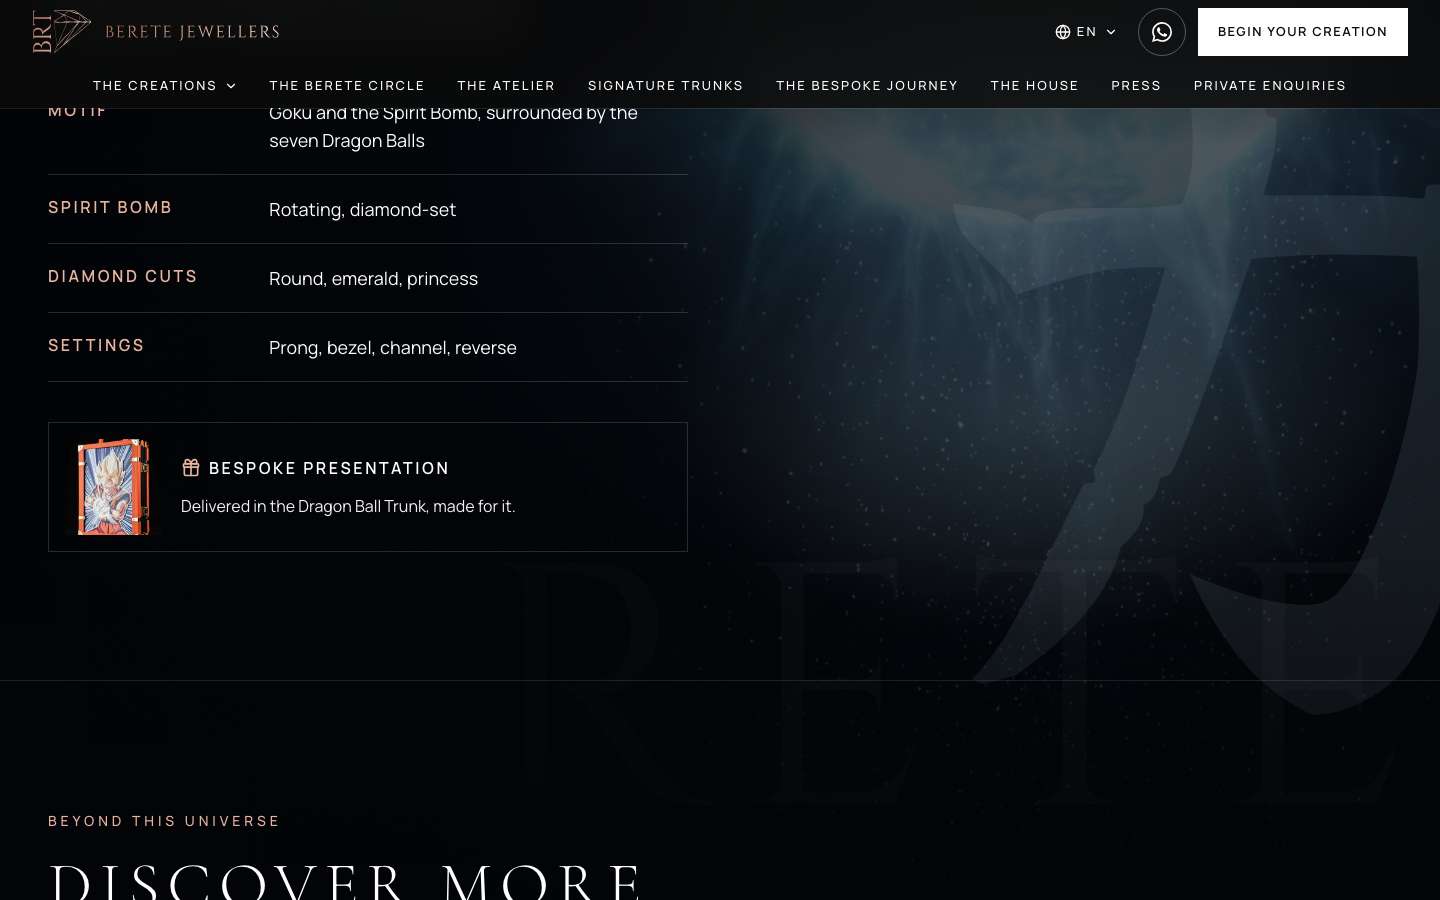 BRT
BERETE JEWELLERS
EN
BEGIN YOUR CREATION
THE CREATIONS
THE BERETE CIRCLE
THE ATELIER
SIGNATURE TRUNKS
THE BESPOKE JOURNEY
THE HOUSE
PRESS
PRIVATE ENQUIRIES
MOTIF
Goku and the Spirit Bomb, surrounded by the
seven Dragon Balls
SPIRIT BOMB
Rotating, diamond-set
DIAMOND CUTS
Round, emerald, princess
SETTINGS
Prong, bezel, channel, reverse
BESPOKE PRESENTATION
Delivered in the Dragon Ball Trunk, made for it.
RETE
BEYOND THIS UNIVERSE
DISCOVER MORE